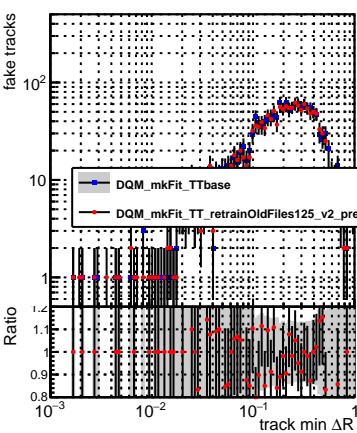 fake tracks
10²
10
1
DQM_mkFit_TTbase
DQM_mkFit_TT_retrainOldFiles125_v2_pre
Ratio
1.2
1.1
1
0.9
0.8
10⁻³
10⁻²
10⁻¹
1
track min ΔR